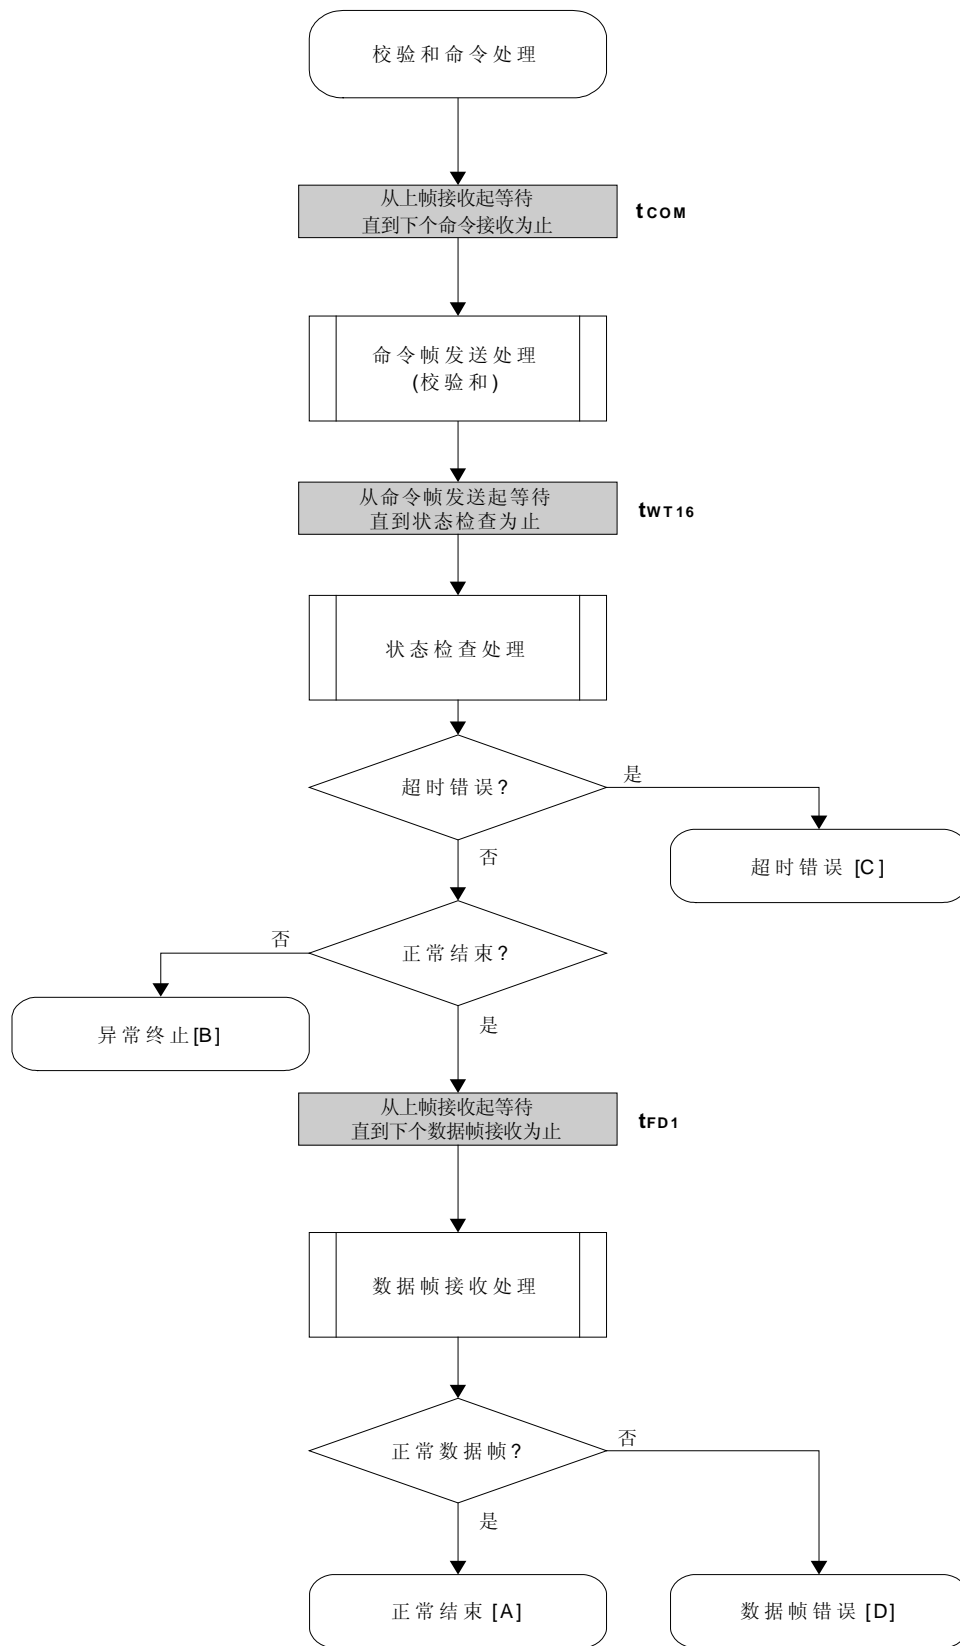 校验和命令处理
从上帧接收起等待
直到下个命令接收为止
tCOM
命令帧发送处理
(校验和)
从命令帧发送起等待
直到状态检查为止
tWT16
状态检查处理
超时错误?
是
超时错误 [C]
否
正常结束?
否
异常终止[B]
是
从上帧接收起等待
直到下个数据帧接收为止
tFD1
数据帧接收处理
正常数据帧?
否
是
正常结束 [A]
数据帧错误 [D]